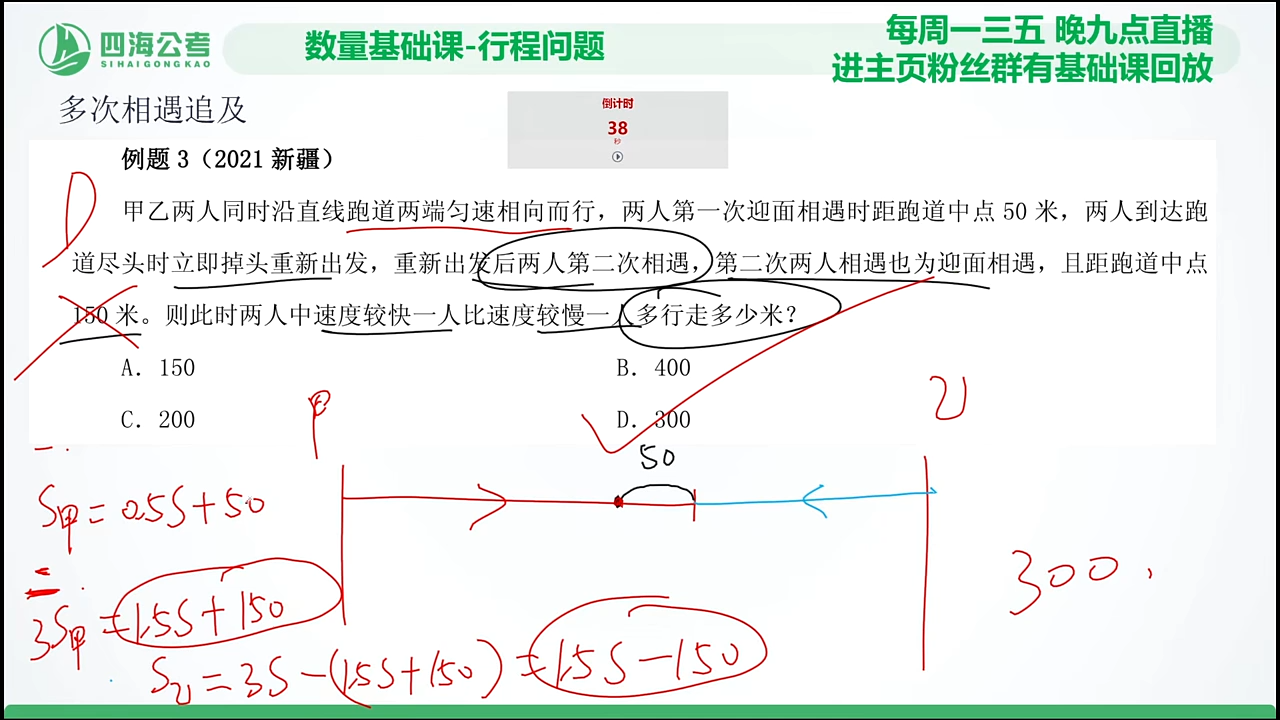 四海公考
SIHAIGONGKAO
数量基础课-行程问题
每周一三五 晚九点直播
进主页粉丝群有基础课回放
多次相遇追及
倒计时
38
秒
例题 3（2021 新疆）
甲乙两人同时沿直线跑道两端匀速相向而行，两人第一次迎面相遇时距跑道中点 50 米，两人到达跑
道尽头时立即掉头重新出发，重新出发后两人第二次相遇，第二次两人相遇也为迎面相遇，且距跑道中点
150 米。则此时两人中速度较快一人比速度较慢一人多行走多少米？
A．150
B．400
C．200
D．300
D
甲
乙
50
一.
S甲=0.5S+50
二.
3S甲=1.5S+150
S乙=3S-(1.5S+150)=1.5S-150
300.